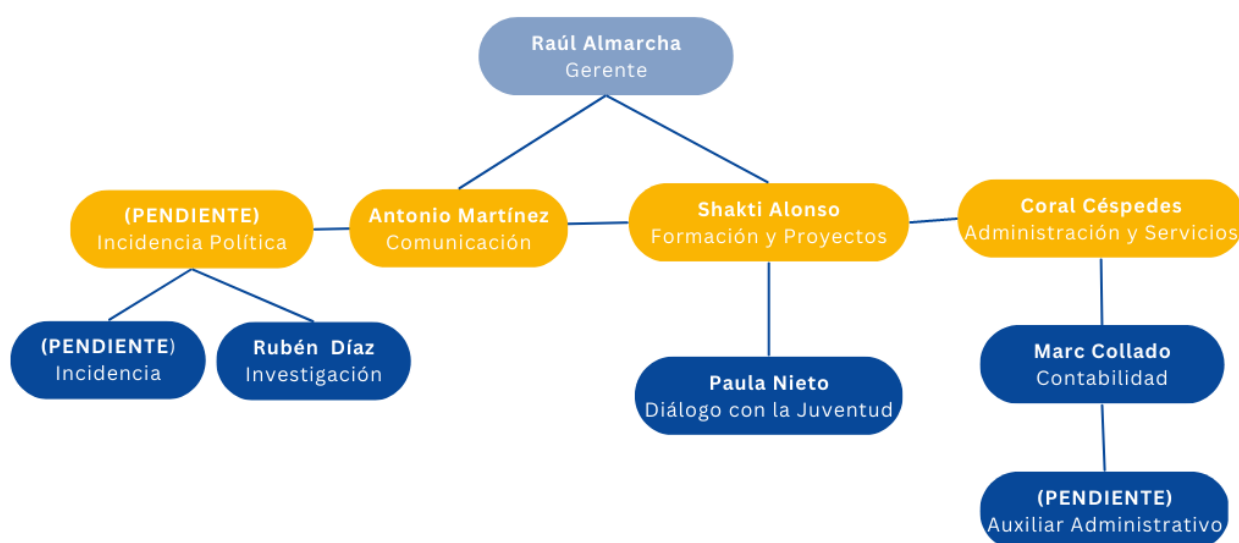 Raúl Almarcha
Gerente
(PENDIENTE)
Incidencia Política
Antonio Martínez
Comunicación
Shakti Alonso
Formación y Proyectos
Coral Céspedes
Administración y Servicios
(PENDIENTE)
Incidencia
Rubén Díaz
Investigación
Paula Nieto
Diálogo con la Juventud
Marc Collado
Contabilidad
(PENDIENTE)
Auxiliar Administrativo